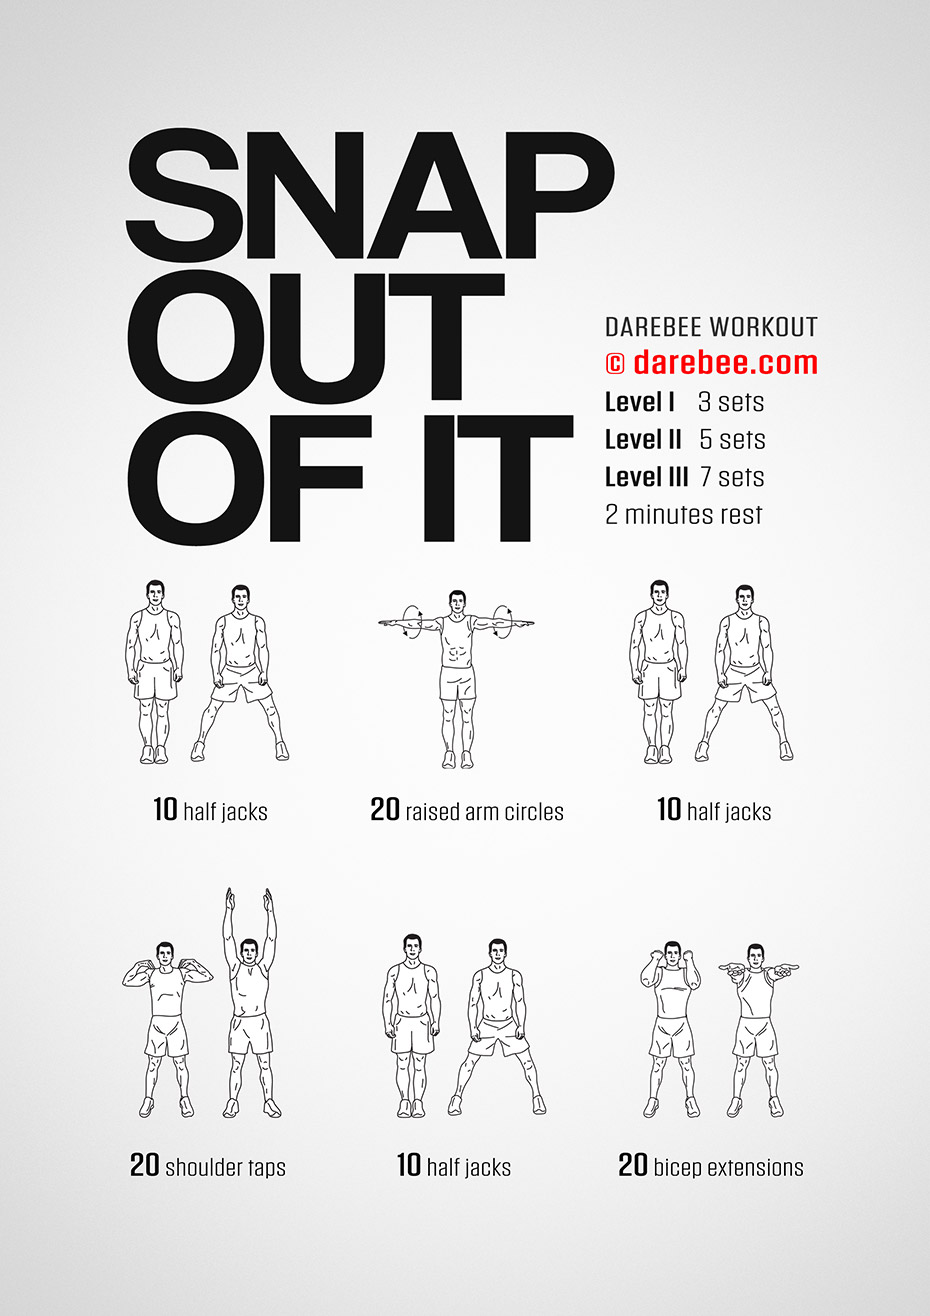 SNAP
OUT
OF IT
DAREBEE WORKOUT
© darebee.com
Level I 3 sets
Level II 5 sets
Level III 7 sets
2 minutes rest
10 half jacks
20 raised arm circles
10 half jacks
20 shoulder taps
10 half jacks
20 bicep extensions